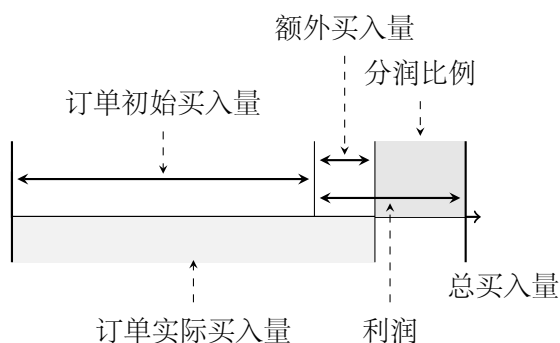 额外买入量
分润比例
订单初始买入量
总买入量
订单实际买入量
利润